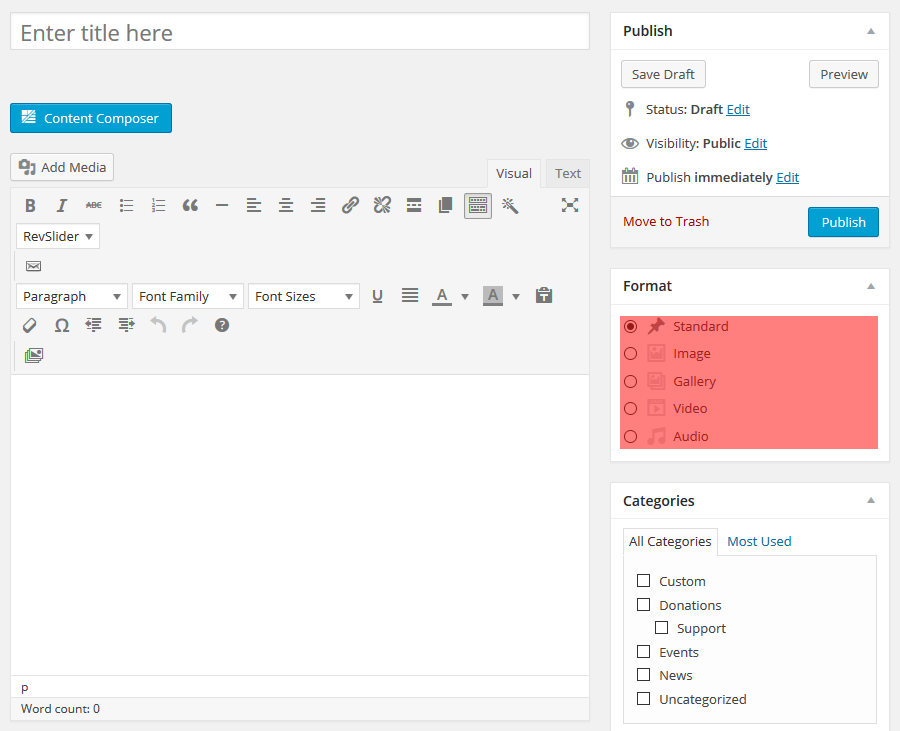 Enter title here
Content Composer
Add Media
Visual Text
B I ABC
RevSlider
Paragraph Font Family Font Sizes U A A T
Ω ?
p
Word count: 0
Publish
Save Draft Preview
Status: Draft Edit
Visibility: Public Edit
Publish immediately Edit
Move to Trash Publish
Format
Standard
Image
Gallery
Video
Audio
Categories
All Categories Most Used
Custom
Donations
Support
Events
News
Uncategorized